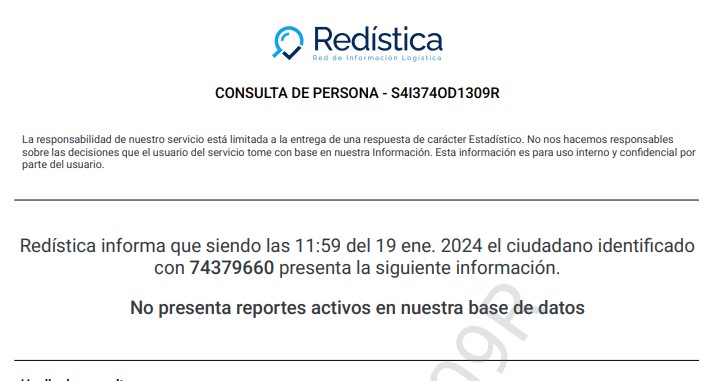 Redística
Red de Información Logística
CONSULTA DE PERSONA - S4I374OD1309R
La responsabilidad de nuestro servicio está limitada a la entrega de una respuesta de carácter Estadístico. No nos hacemos responsables
sobre las decisiones que el usuario del servicio tome con base en nuestra Información. Esta información es para uso interno y confidencial por
parte del usuario.
Redística informa que siendo las 11:59 del 19 ene. 2024 el ciudadano identificado
con 74379660 presenta la siguiente información.
No presenta reportes activos en nuestra base de datos
09R